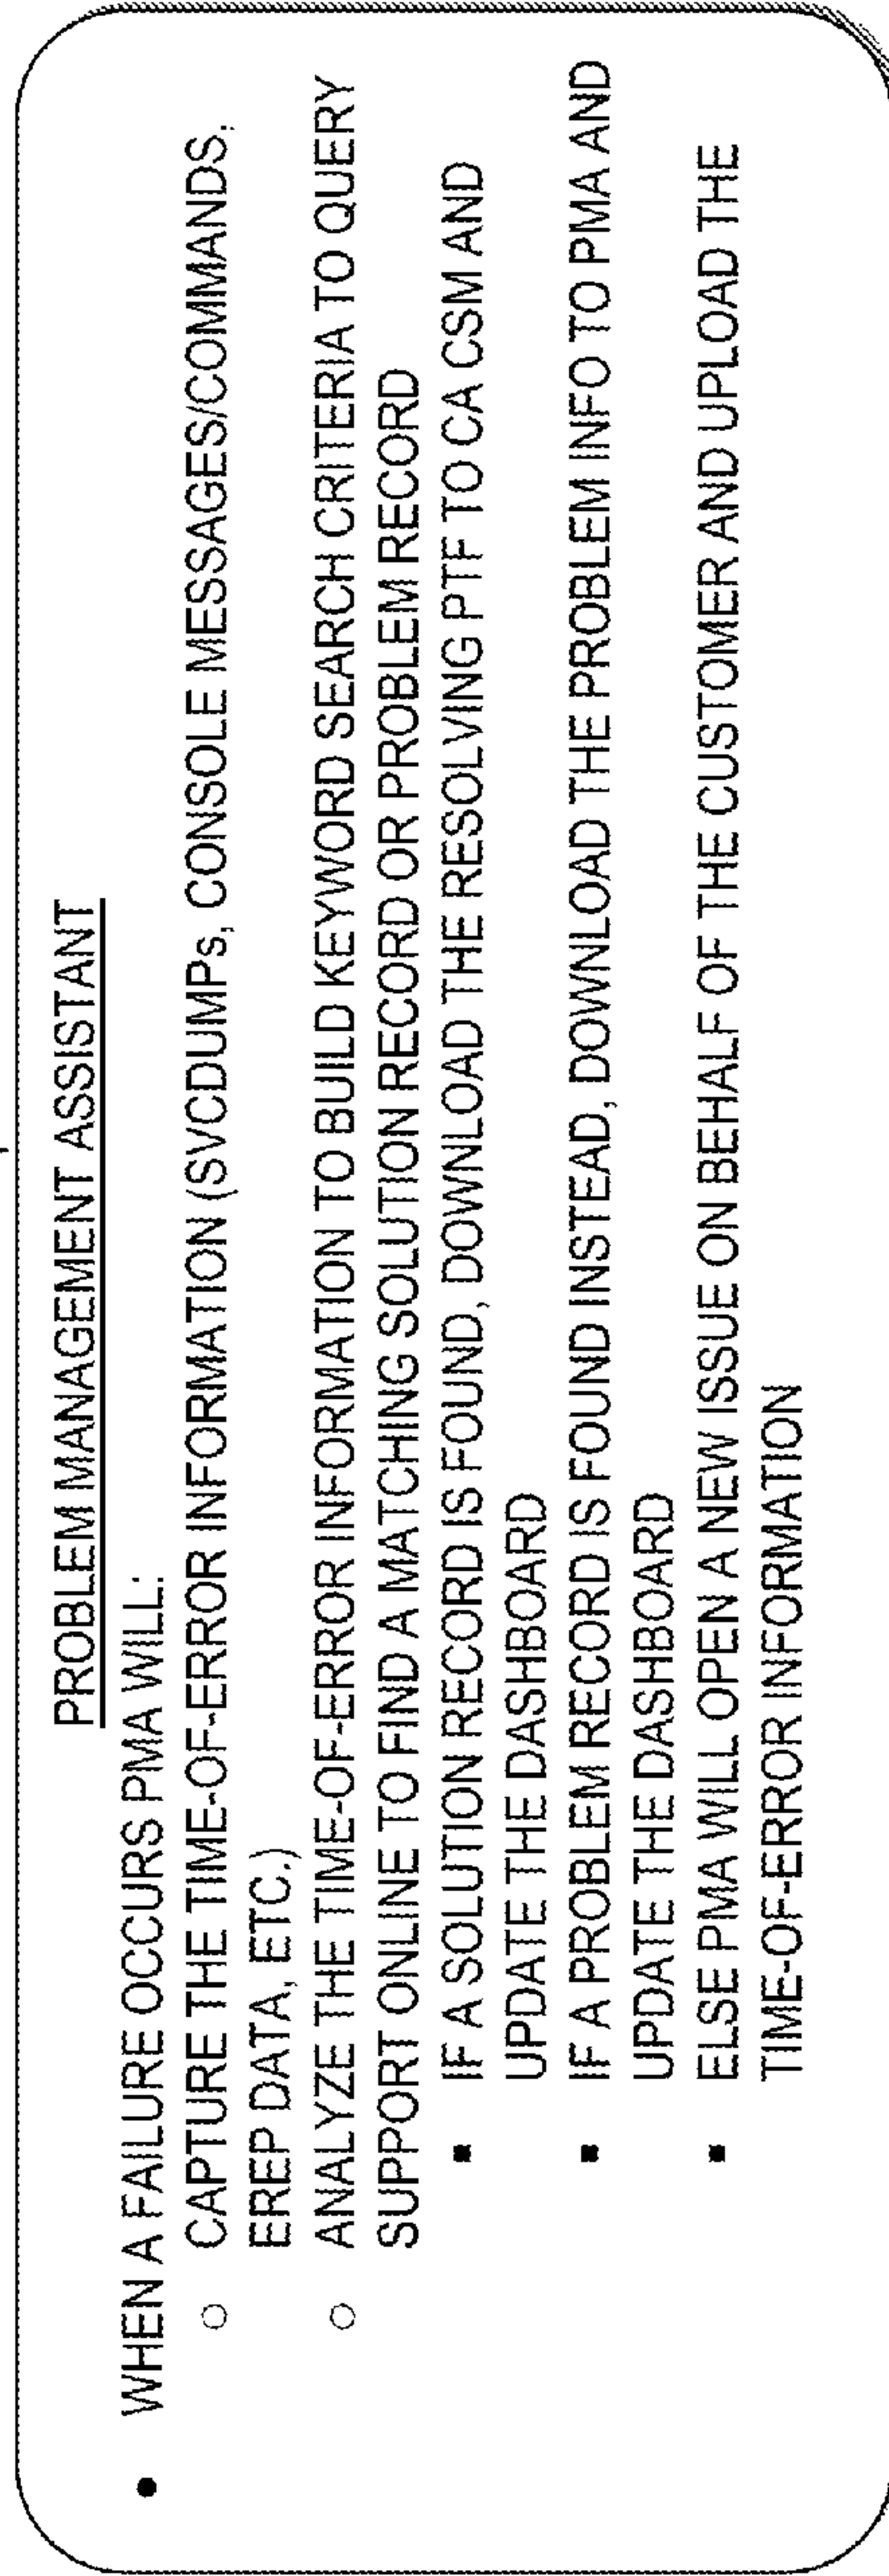 PROBLEM MANAGEMENT ASSISTANT
● WHEN A FAILURE OCCURS PMA WILL:
○ CAPTURE THE TIME-OF-ERROR INFORMATION (SVCDUMPs, CONSOLE MESSAGES/COMMANDS,
EREP DATA, ETC.)
○ ANALYZE THE TIME-OF-ERROR INFORMATION TO BUILD KEYWORD SEARCH CRITERIA TO QUERY
SUPPORT ONLINE TO FIND A MATCHING SOLUTION RECORD OR PROBLEM RECORD
▪ IF A SOLUTION RECORD IS FOUND, DOWNLOAD THE RESOLVING PTF TO CA CSM AND
UPDATE THE DASHBOARD
▪ IF A PROBLEM RECORD IS FOUND INSTEAD, DOWNLOAD THE PROBLEM INFO TO PMA AND
UPDATE THE DASHBOARD
▪ ELSE PMA WILL OPEN A NEW ISSUE ON BEHALF OF THE CUSTOMER AND UPLOAD THE
TIME-OF-ERROR INFORMATION